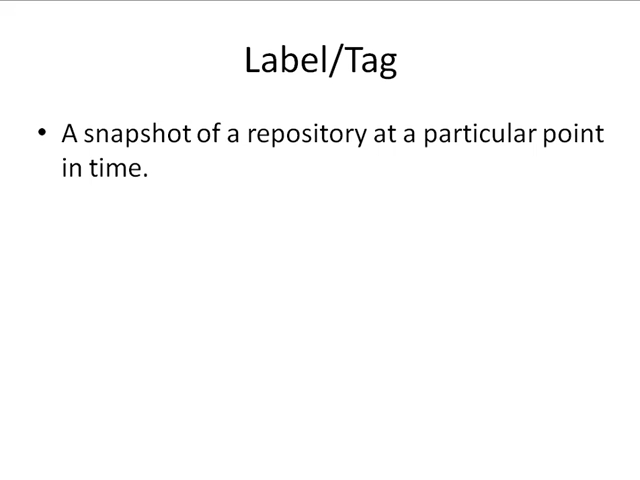 Label/Tag
• A snapshot of a repository at a particular point
in time.